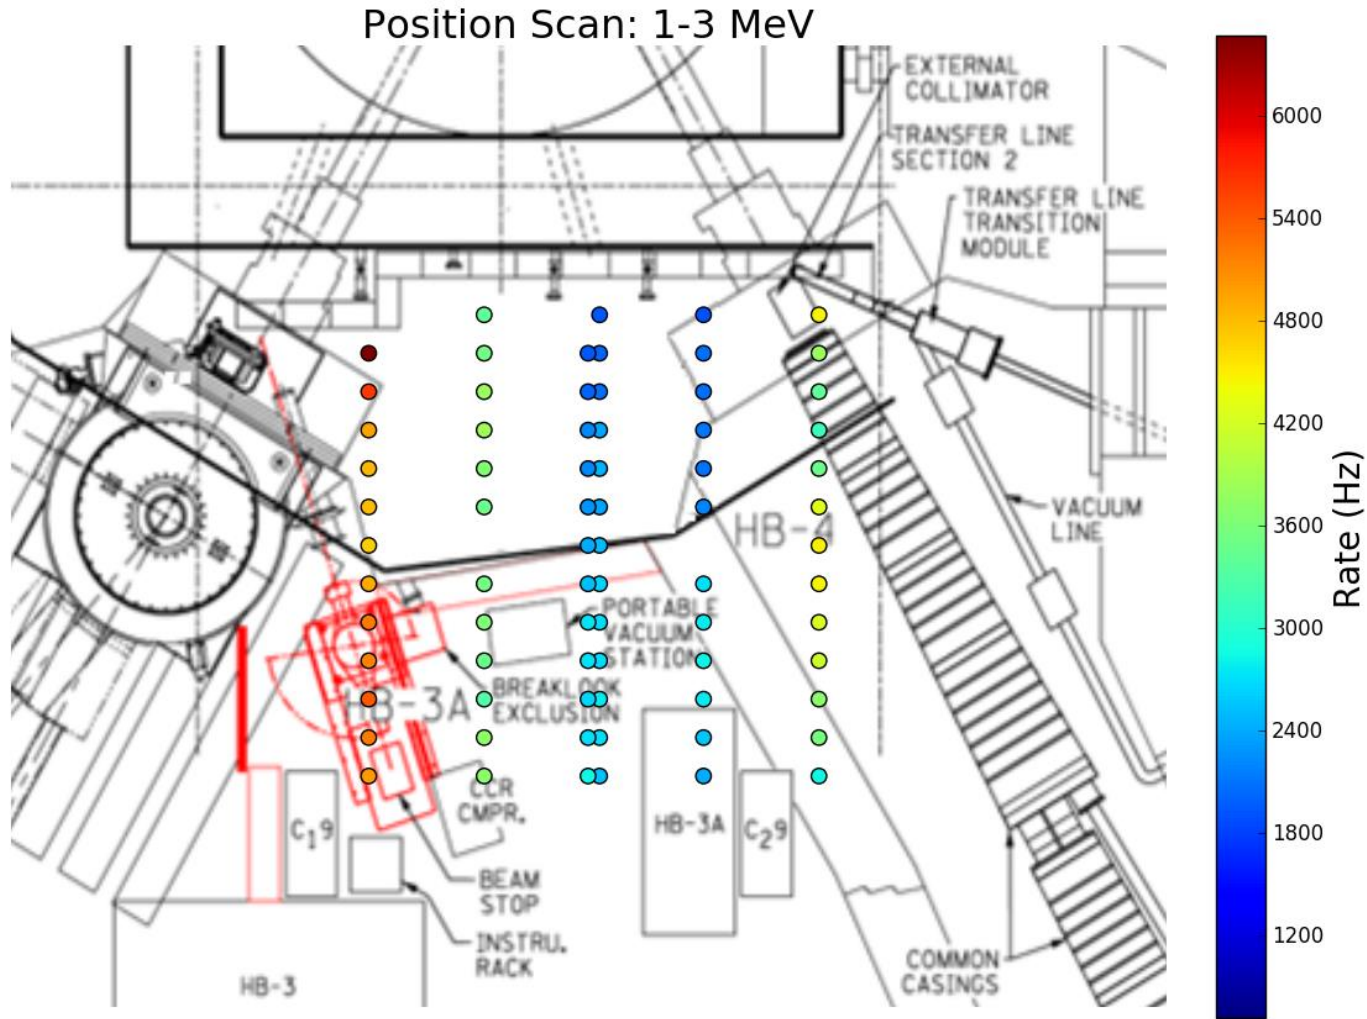 Position Scan: 1-3 MeV
EXTERNAL
COLLIMATOR
TRANSFER LINE
SECTION 2
TRANSFER LINE
TRANSITION
MODULE
VACUUM
LINE
HB-4
PORTABLE
VACUUM
STATION
BREAKLOOK
EXCLUSION
HB-3A
CCR
CMPR.
C19
HB-3A
C29
BEAM
STOP
INSTRU.
RACK
HB-3
COMMON
CASINGS
6000
5400
4800
4200
3600
3000
2400
1800
1200
Rate (Hz)